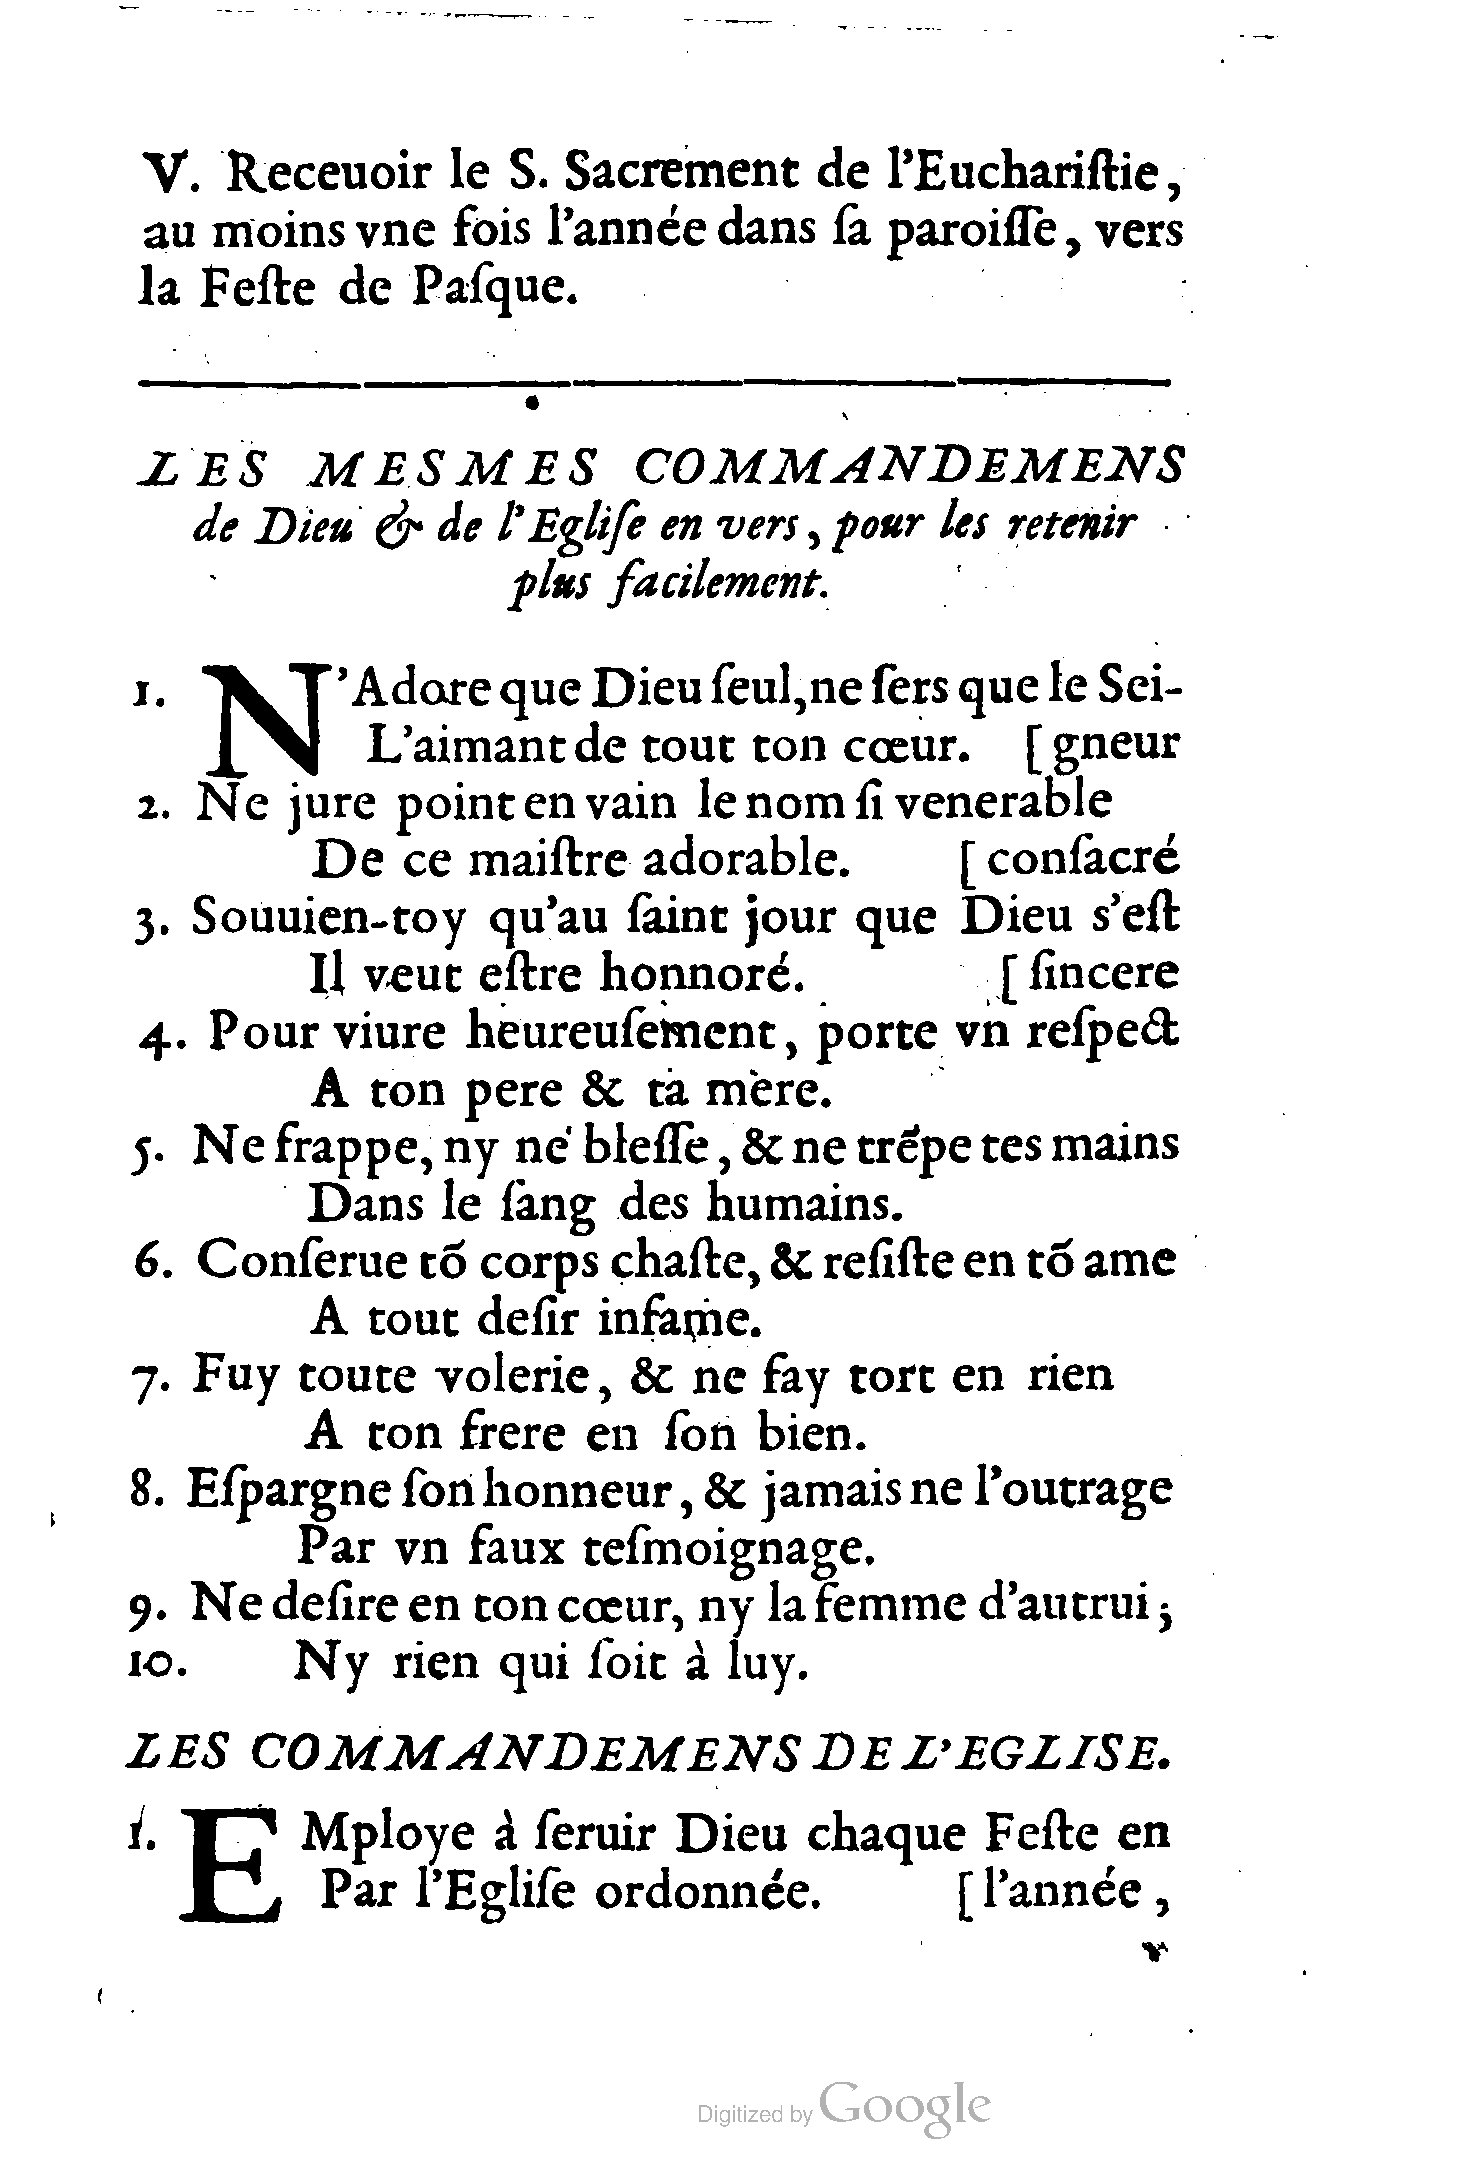 V. Receuoir le S. Sacrement de l'Euchariſtie,
au moins vne fois l'année dans ſa paroiſſe, vers
la Feſte de Paſque.
LES MESMES COMMANDEMENS
de Dieu & de l'Egliſe en vers, pour les retenir
plus facilement.
1. N'Adore que Dieu ſeul, ne ſers que le Sei-
L'aimant de tout ton cœur. [gneur
2. Ne jure point en vain le nom ſi venerable
De ce maiſtre adorable. [conſacré
3. Souuien-toy qu'au ſaint jour que Dieu s'eſt
Il veut eſtre honnoré. [ſincere
4. Pour viure heureuſement, porte vn reſpect
A ton pere & ta mere.
5. Ne frappe, ny ne bleſſe, & ne trẽpe tes mains
Dans le ſang des humains.
6. Conſerue tõ corps chaſte, & reſiſte en tõ ame
A tout deſir infame.
7. Fuy toute volerie, & ne fay tort en rien
A ton frere en ſon bien.
8. Eſpargne ſon honneur, & jamais ne l'outrage
Par vn faux teſmoignage.
9. Ne deſire en ton cœur, ny la femme d'autrui;
10. Ny rien qui ſoit à luy.
LES COMMANDEMENS DE L'EGLISE.
1. EMploye à ſeruir Dieu chaque Feſte en
Par l'Egliſe ordonnée. [l'année,
Digitized by Google